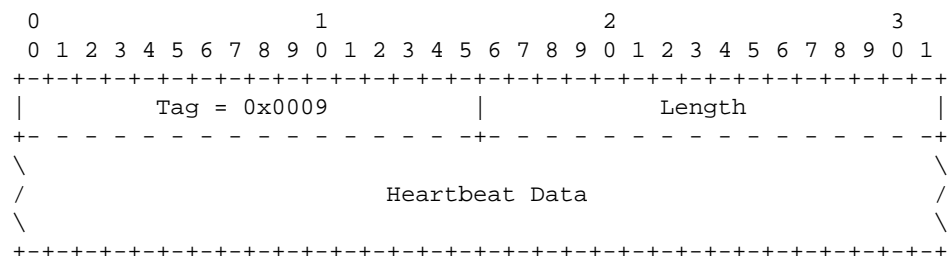 0                   1                   2                   3
 0 1 2 3 4 5 6 7 8 9 0 1 2 3 4 5 6 7 8 9 0 1 2 3 4 5 6 7 8 9 0 1
+-+-+-+-+-+-+-+-+-+-+-+-+-+-+-+-+-+-+-+-+-+-+-+-+-+-+-+-+-+-+-+-+
|         Tag = 0x0009          |            Length             |
+- - - - - - - - - - - - - - - -+- - - - - - - - - - - - - - - -+
\                                                               \
/                         Heartbeat Data                        /
\                                                               \
+-+-+-+-+-+-+-+-+-+-+-+-+-+-+-+-+-+-+-+-+-+-+-+-+-+-+-+-+-+-+-+-+